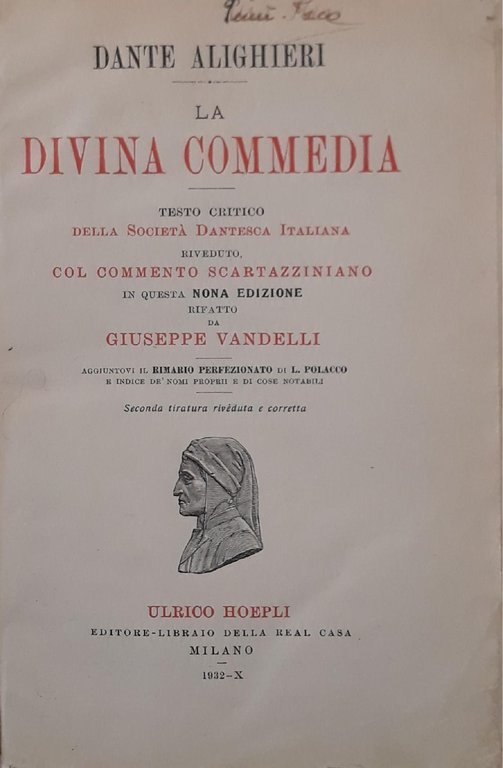 DANTE ALIGHIERI
LA
DIVINA COMMEDIA
TESTO CRITICO
DELLA SOCIETÀ DANTESCA ITALIANA
RIVEDUTO,
COL COMMENTO SCARTAZZINIANO
IN QUESTA NONA EDIZIONE
RIFATTO
DA
GIUSEPPE VANDELLI
AGGIUNTOVI IL RIMARIO PERFEZIONATO DI L. POLACCO
E INDICE DE' NOMI PROPRII E DI COSE NOTABILI
Seconda tiratura rivèduta e corretta
ULRICO HOEPLI
EDITORE-LIBRAIO DELLA REAL CASA
MILANO
1932-X